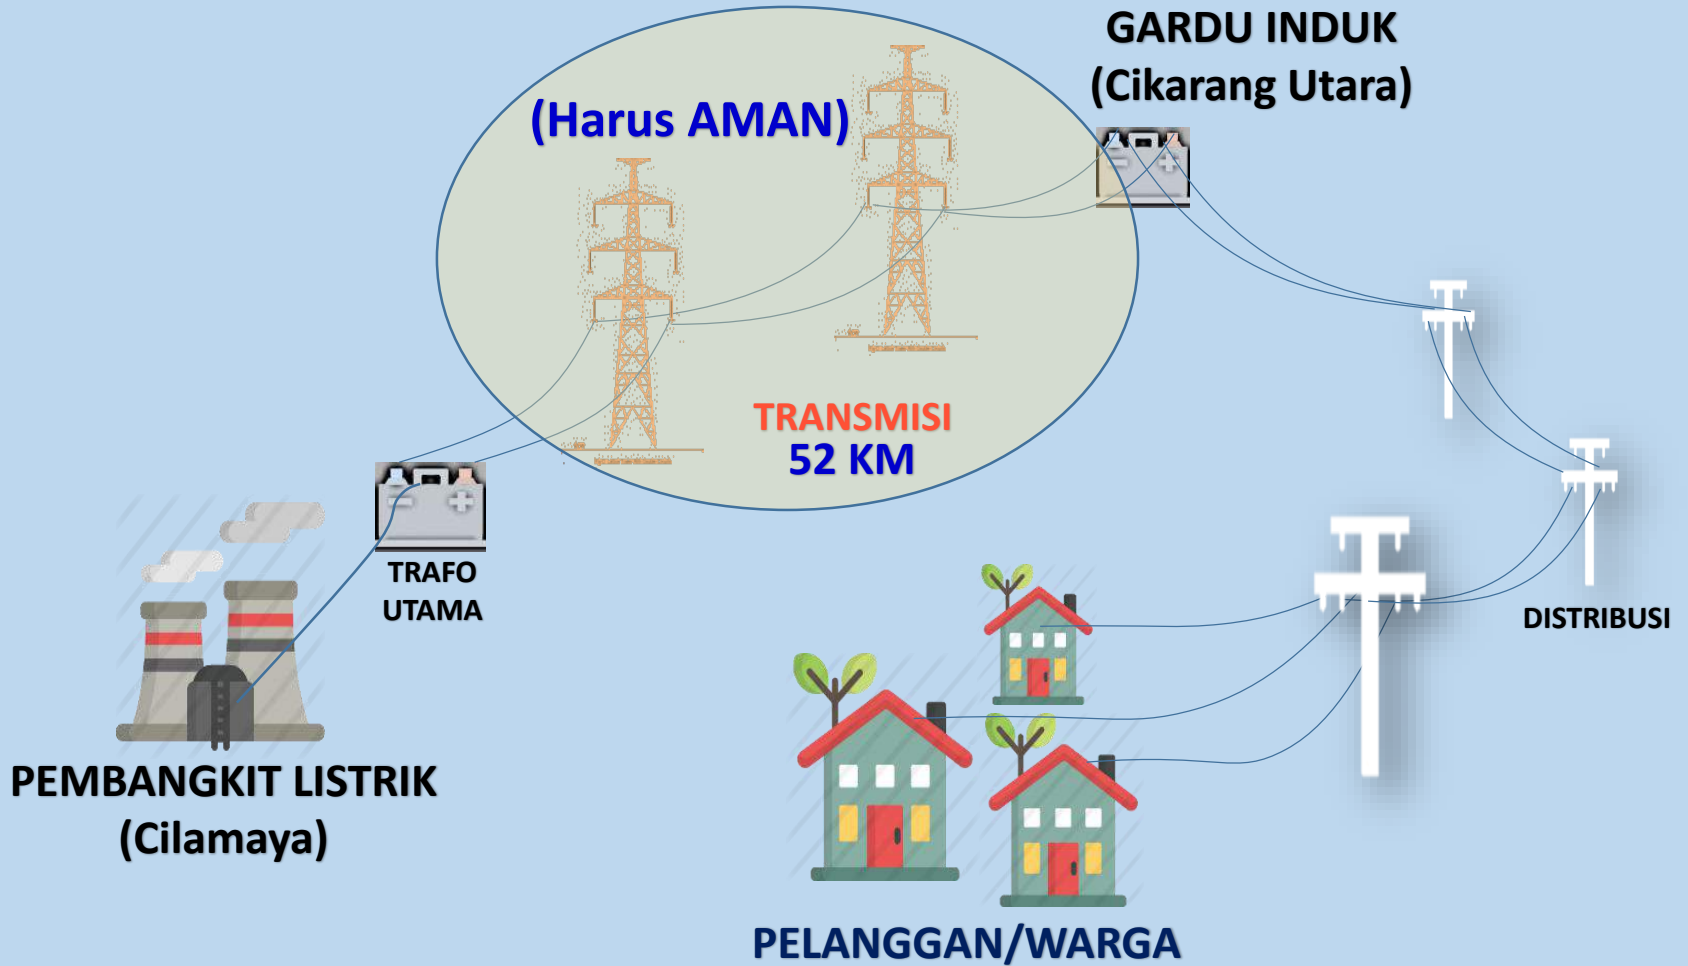 GARDU INDUK
(Cikarang Utara)
(Harus AMAN)
TRANSMISI
52 KM
TRAFO
UTAMA
DISTRIBUSI
PEMBANGKIT LISTRIK
(Cilamaya)
PELANGGAN/WARGA